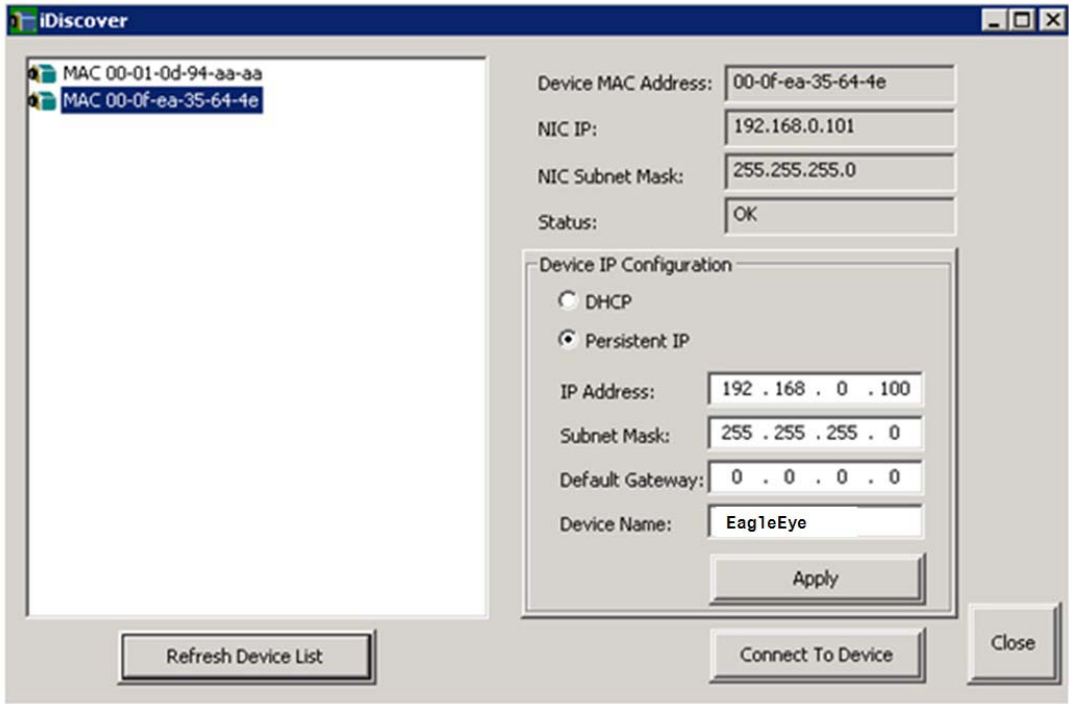 iDiscover
MAC 00-01-0d-94-aa-aa
MAC 00-0f-ea-35-64-4e
Device MAC Address: 00-0f-ea-35-64-4e
NIC IP: 192.168.0.101
NIC Subnet Mask: 255.255.255.0
Status: OK
Device IP Configuration
DHCP
Persistent IP
IP Address: 192 . 168 . 0 . 100
Subnet Mask: 255 . 255 . 255 . 0
Default Gateway: 0 . 0 . 0 . 0
Device Name: EagleEye
Apply
Refresh Device List
Connect To Device
Close